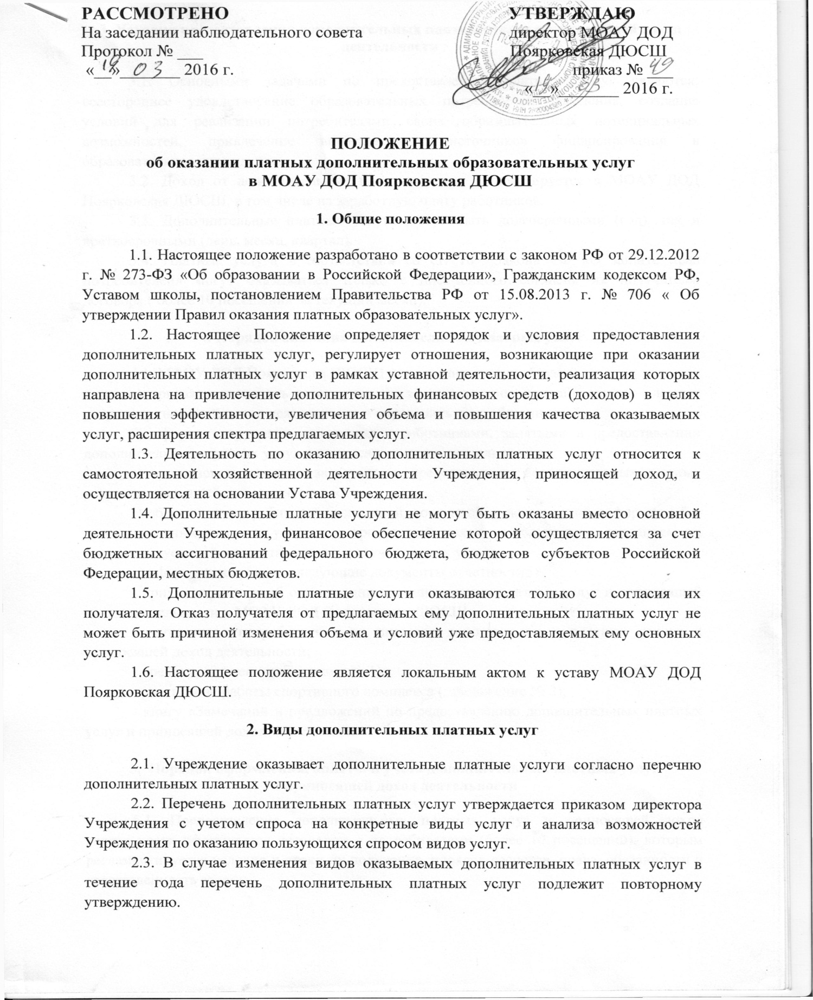 РАССМОТРЕНО
На заседании наблюдательного совета
Протокол № ___
«19» 03 2016 г.
УТВЕРЖДАЮ
директор МОАУ ДОД
Поярковская ДЮСШ
приказ № 49
«19» 03 2016 г.
ПОЛОЖЕНИЕ
об оказании платных дополнительных образовательных услуг
в МОАУ ДОД Поярковская ДЮСШ
1. Общие положения
1.1. Настоящее положение разработано в соответствии с законом РФ от 29.12.2012
г. № 273-ФЗ «Об образовании в Российской Федерации», Гражданским кодексом РФ,
Уставом школы, постановлением Правительства РФ от 15.08.2013 г. № 706 « Об
утверждении Правил оказания платных образовательных услуг».
1.2. Настоящее Положение определяет порядок и условия предоставления
дополнительных платных услуг, регулирует отношения, возникающие при оказании
дополнительных платных услуг в рамках уставной деятельности, реализация которых
направлена на привлечение дополнительных финансовых средств (доходов) в целях
повышения эффективности, увеличения объема и повышения качества оказываемых
услуг, расширения спектра предлагаемых услуг.
1.3. Деятельность по оказанию дополнительных платных услуг относится к
самостоятельной хозяйственной деятельности Учреждения, приносящей доход, и
осуществляется на основании Устава Учреждения.
1.4. Дополнительные платные услуги не могут быть оказаны вместо основной
деятельности Учреждения, финансовое обеспечение которой осуществляется за счет
бюджетных ассигнований федерального бюджета, бюджетов субъектов Российской
Федерации, местных бюджетов.
1.5. Дополнительные платные услуги оказываются только с согласия их
получателя. Отказ получателя от предлагаемых ему дополнительных платных услуг не
может быть причиной изменения объема и условий уже предоставляемых ему основных
услуг.
1.6. Настоящее положение является локальным актом к уставу МОАУ ДОД
Поярковская ДЮСШ.
2. Виды дополнительных платных услуг
2.1. Учреждение оказывает дополнительные платные услуги согласно перечню
дополнительных платных услуг.
2.2. Перечень дополнительных платных услуг утверждается приказом директора
Учреждения с учетом спроса на конкретные виды услуг и анализа возможностей
Учреждения по оказанию пользующихся спросом видов услуг.
2.3. В случае изменения видов оказываемых дополнительных платных услуг в
течение года перечень дополнительных платных услуг подлежит повторному
утверждению.